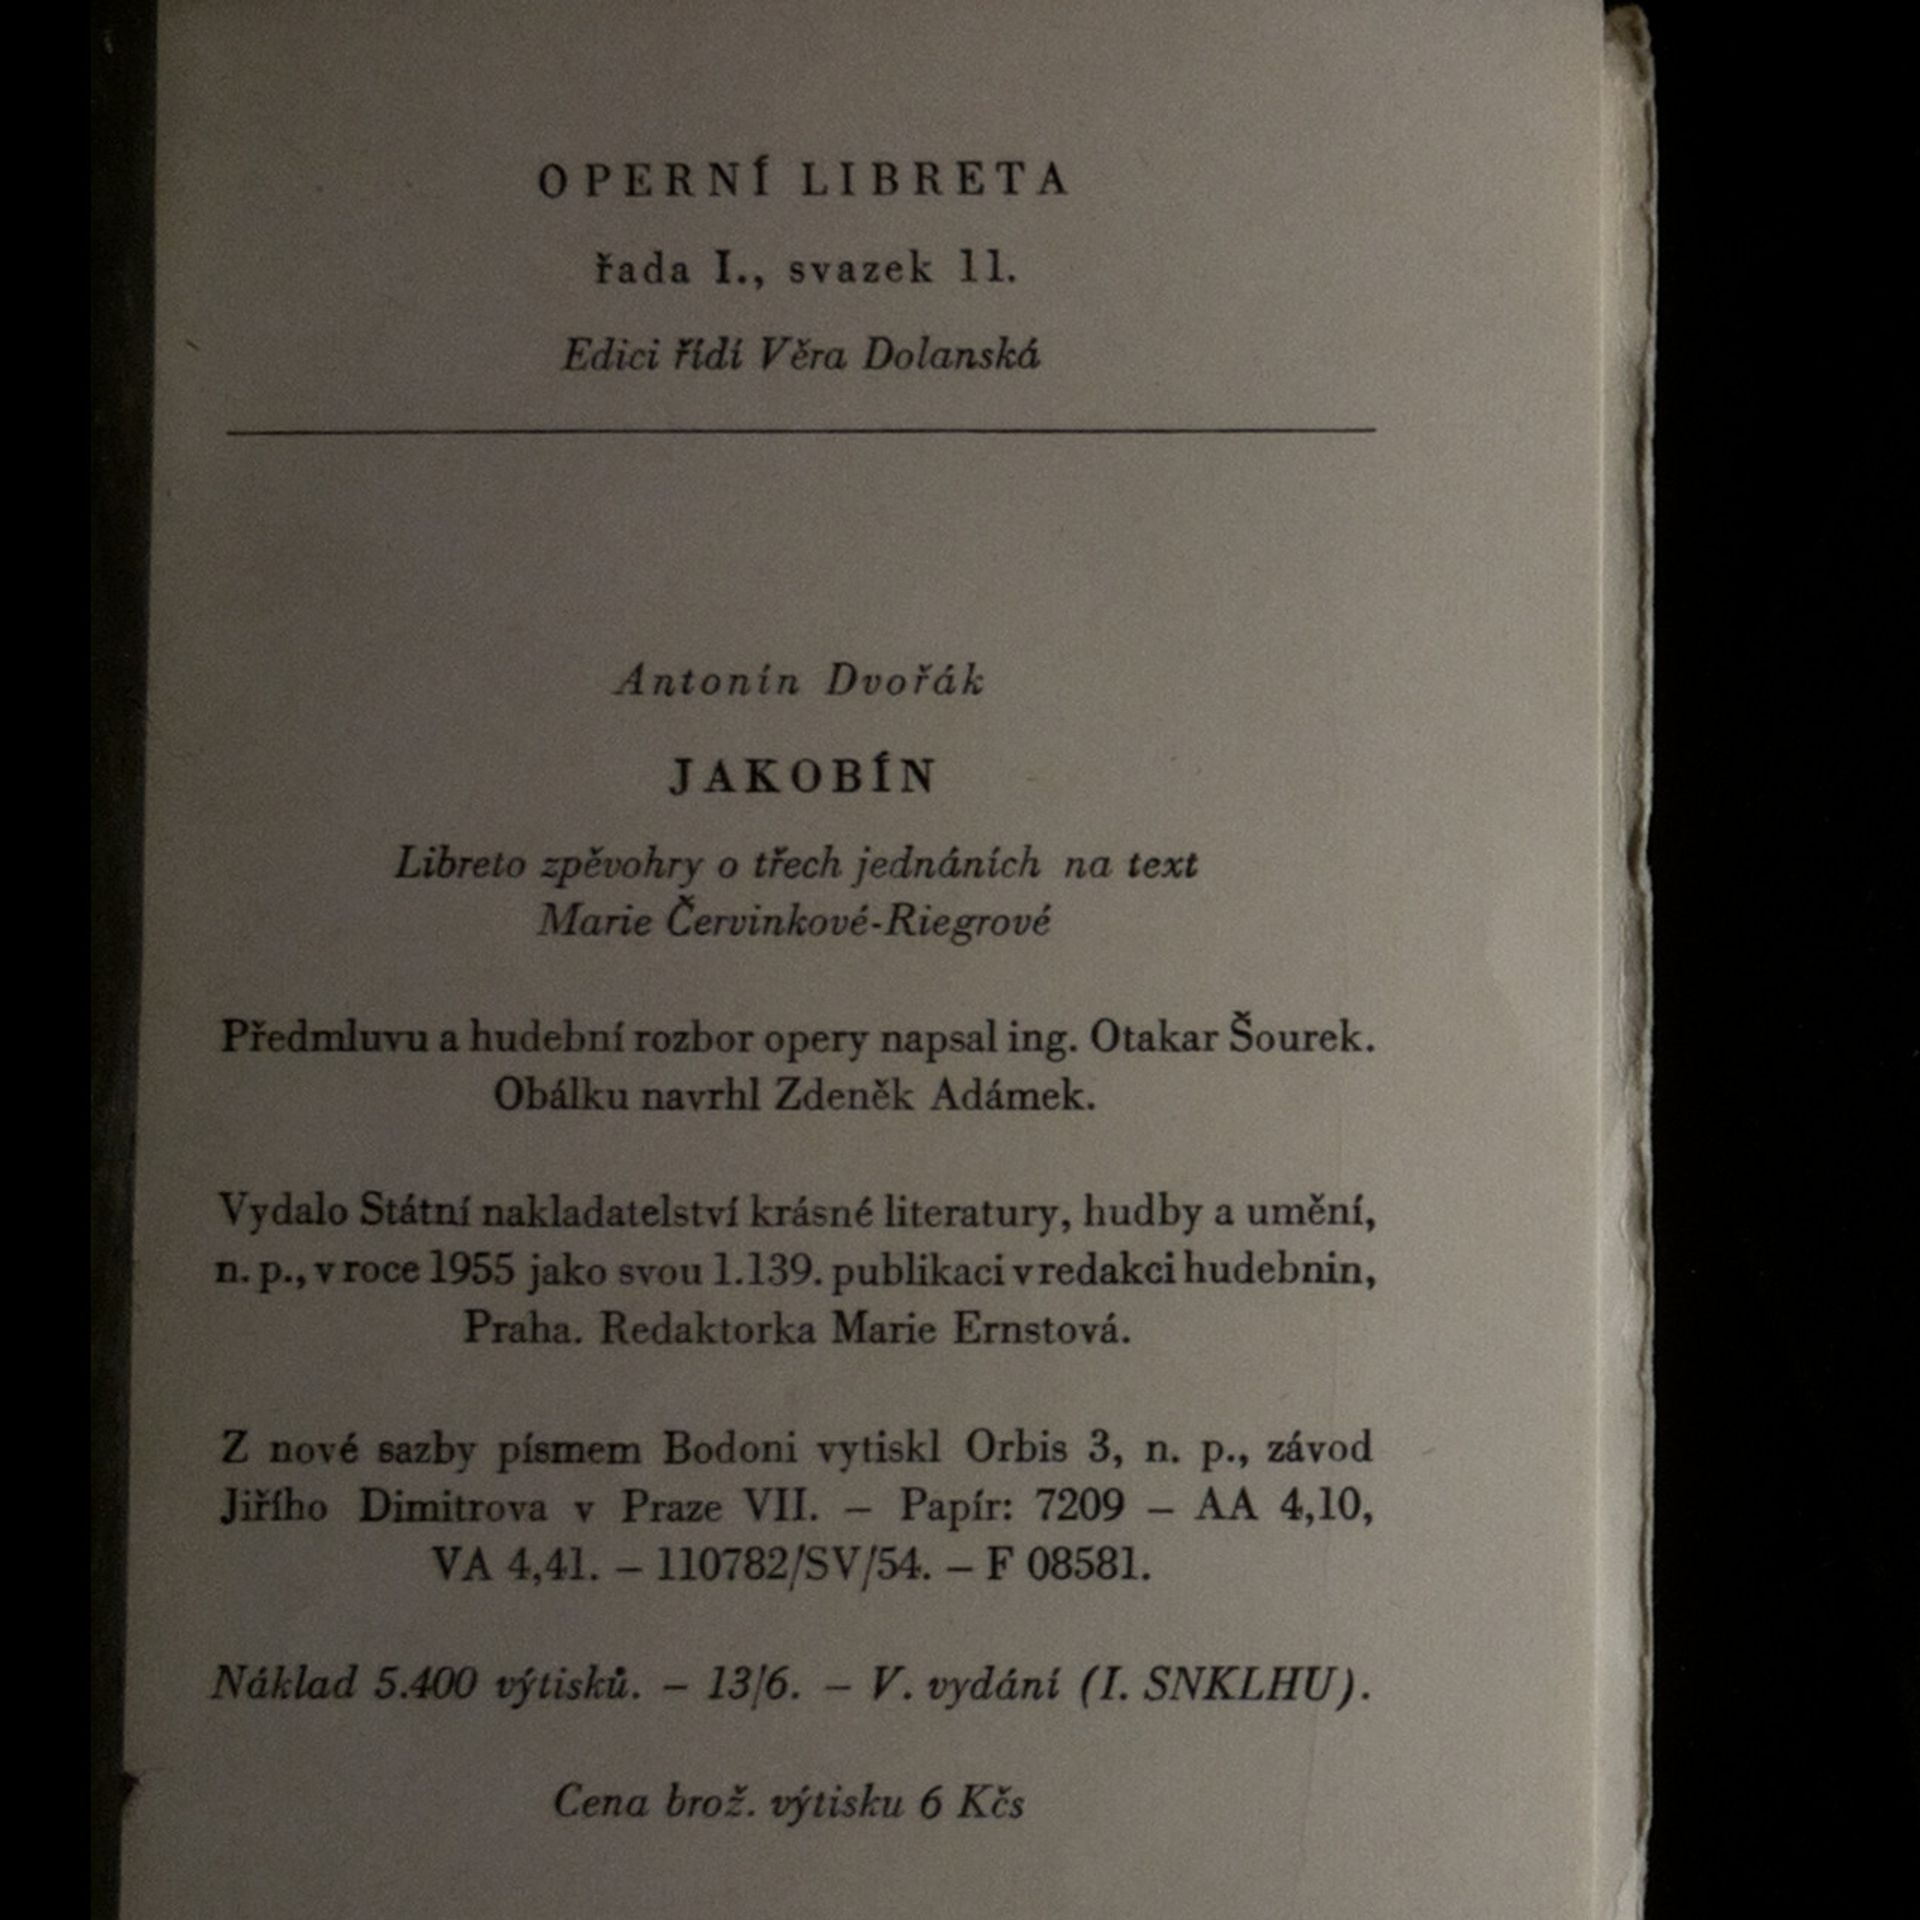 OPERNÍ LIBRETA
řada I., svazek 11.
Edici řídí Věra Dolanská
Antonín Dvořák
JAKOBÍN
Libreto zpěvohry o třech jednáních na text
Marie Červinkové-Riegrové
Předmluvu a hudební rozbor opery napsal ing. Otakar Šourek.
Obálku navrhl Zdeněk Adámek.
Vydalo Státní nakladatelství krásné literatury, hudby a umění,
n. p., v roce 1955 jako svou 1.139. publikaci v redakci hudebnin,
Praha. Redaktorka Marie Ernstová.
Z nové sazby písmem Bodoni vytiskl Orbis 3, n. p., závod
Jiřího Dimitrova v Praze VII. – Papír: 7209 – AA 4,10,
VA 4,41. – 110782/SV/54. – F 08581.
Náklad 5.400 výtisků. – 13/6. – V. vydání (I. SNKLHU).
Cena brož. výtisku 6 Kčs